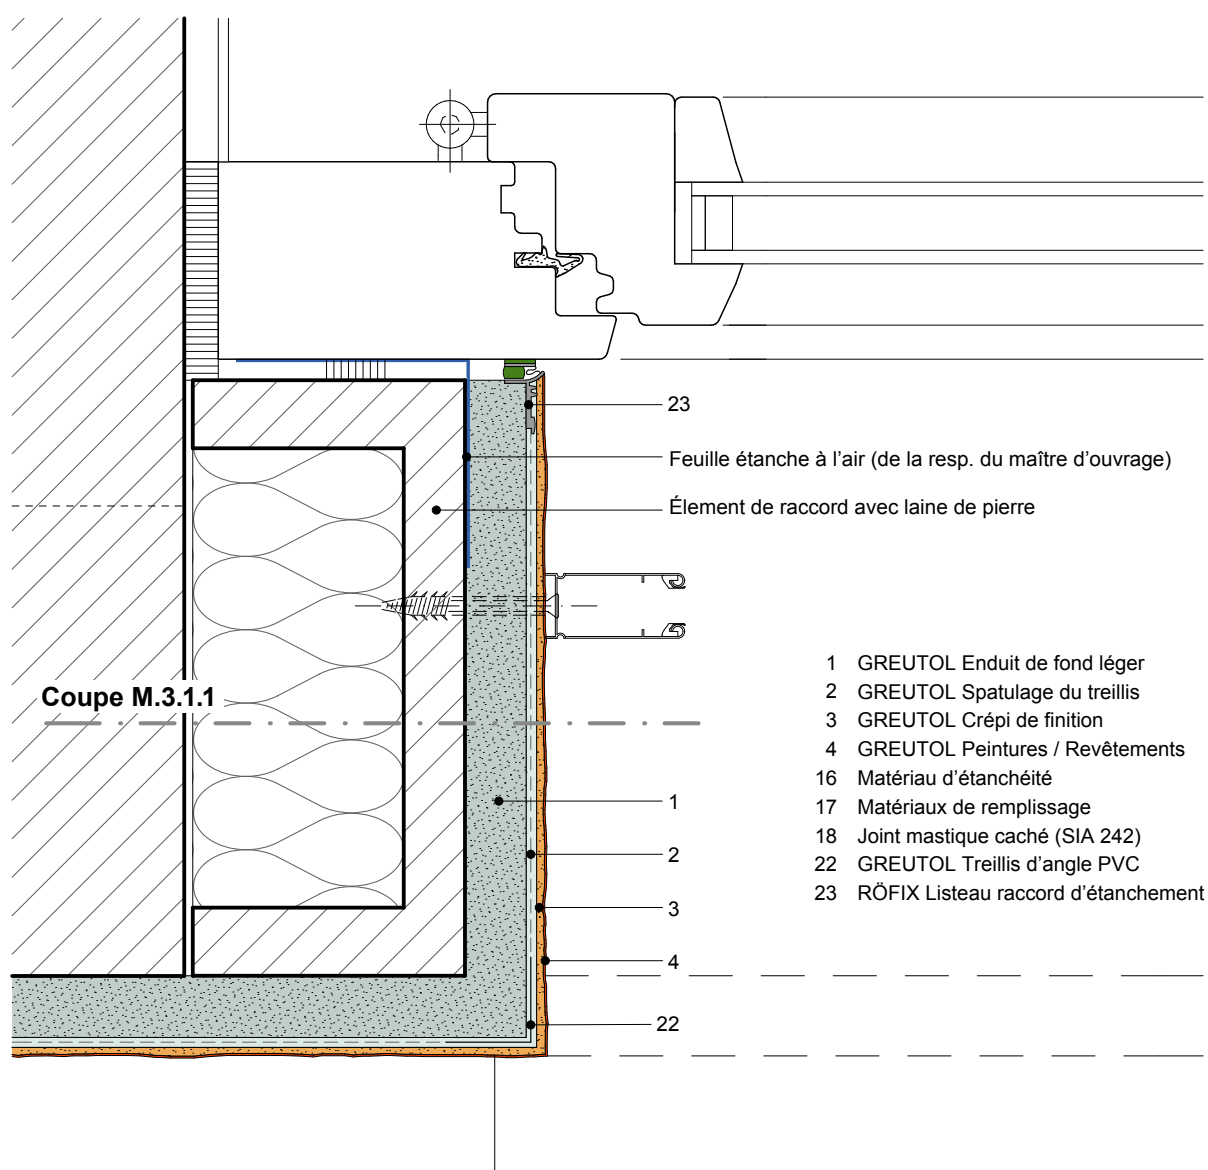 23
Feuille étanche à l’air (de la resp. du maître d’ouvrage)
Élement de raccord avec laine de pierre
Coupe M.3.1.1
1
2
3
4
22
1 GREUTOL Enduit de fond léger
2 GREUTOL Spatulage du treillis
3 GREUTOL Crépi de finition
4 GREUTOL Peintures / Revêtements
16 Matériau d’étanchéité
17 Matériaux de remplissage
18 Joint mastique caché (SIA 242)
22 GREUTOL Treillis d’angle PVC
23 RÖFIX Listeau raccord d’étanchement